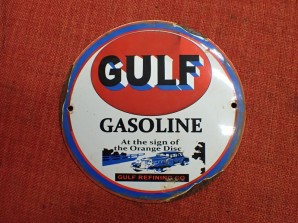 GULF
GASOLINE
At the sign of
the Orange Disc
GULF REFINING CO.